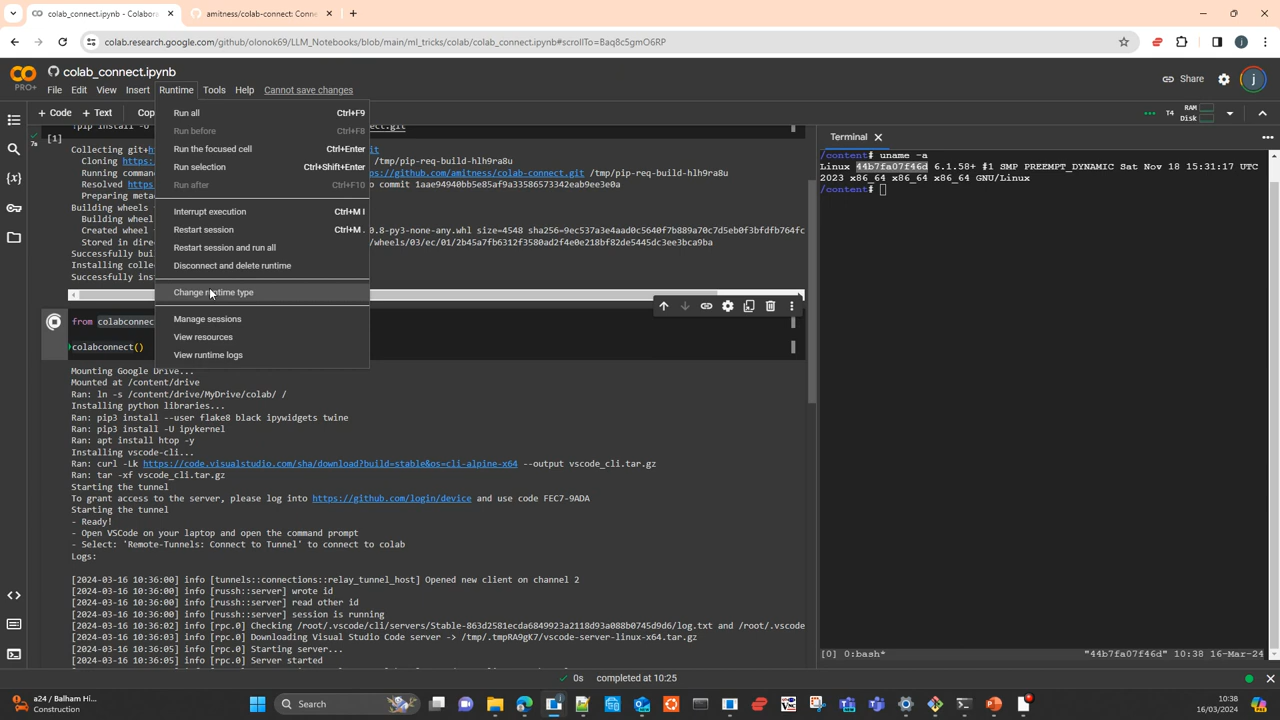 colab_connect.ipynb - Colabora
amitness/colab-connect: Conne
colab.research.google.com/github/olonok69/LLM_Notebooks/blob/main/ml_tricks/colab/colab_connect.ipynb#scrollTo=Baq8c5gmO6RP
PRO+
colab_connect.ipynb
File Edit View Insert Runtime Tools Help Cannot save changes
Share
+ Code + Text Cop
T4 RAM Disk
Run all Ctrl+F9
Run before Ctrl+F8
Run the focused cell Ctrl+Enter
Run selection Ctrl+Shift+Enter
Run after Ctrl+F10
Interrupt execution Ctrl+M I
Restart session Ctrl+M .
Restart session and run all
Disconnect and delete runtime
Change runtime type
Manage sessions
View resources
View runtime logs
[1]
7s
!pip install -U
ct.git
Collecting git+h
it
Cloning https:
/tmp/pip-req-build-hlh9ra8u
Running comman
ps://github.com/amitness/colab-connect.git /tmp/pip-req-build-hlh9ra8u
Resolved https:
o commit 1aae94940bb5e85af9a33586573342eab9ee3e0a
Preparing meta
Building wheels
Building wheel
Created wheel
.0.8-py3-none-any.whl size=4548 sha256=9ec537a3e4aad0c5640f7b889a70c7d5eb0f3bfdfb764fc
Stored in dire
/wheels/03/ec/01/2b45a7fb6312f3580ad2f4e0e218bf82de5445dc3ee3bca9ba
Successfully bui
Installing colle
Successfully inst
from colabconnec
colabconnect()
Mounting Google Drive...
Mounted at /content/drive
Ran: ln -s /content/drive/MyDrive/colab/ /
Installing python libraries...
Ran: pip3 install --user flake8 black ipywidgets twine
Ran: pip3 install -U ipykernel
Ran: apt install htop -y
Installing vscode-cli...
Ran: curl -Lk https://code.visualstudio.com/sha/download?build=stable&os=cli-alpine-x64 --output vscode_cli.tar.gz
Ran: tar -xf vscode_cli.tar.gz
Starting the tunnel
To grant access to the server, please log into https://github.com/login/device and use code FEC7-9ADA
Starting the tunnel
- Ready!
- Open VSCode on your laptop and open the command prompt
- Select: 'Remote-Tunnels: Connect to Tunnel' to connect to colab
Logs:
[2024-03-16 10:36:00] info [tunnels::connections::relay_tunnel_host] Opened new client on channel 2
[2024-03-16 10:36:00] info [russh::server] wrote id
[2024-03-16 10:36:00] info [russh::server] read other id
[2024-03-16 10:36:00] info [russh::server] session is running
[2024-03-16 10:36:02] info [rpc.0] Checking /root/.vscode/cli/servers/Stable-863d2581ecda6849923a2118d93a088b0745d9d6/log.txt and /root/.vscode
[2024-03-16 10:36:02] info [rpc.0] Downloading Visual Studio Code server -> /tmp/.tmpRA9gK7/vscode-server-linux-x64.tar.gz
[2024-03-16 10:36:05] info [rpc.0] Starting server...
[2024-03-16 10:36:05] info [rpc.0] Server started
Terminal
/content# uname -a
Linux 44b7fa07f46d 6.1.58+ #1 SMP PREEMPT_DYNAMIC Sat Nov 18 15:31:17 UTC
2023 x86_64 x86_64 x86_64 GNU/Linux
/content#
[0] 0:bash* "44b7fa07f46d" 10:38 16-Mar-24
0s completed at 10:25
a24 / Balham Hi...
Construction
Search
10:38
16/03/2024